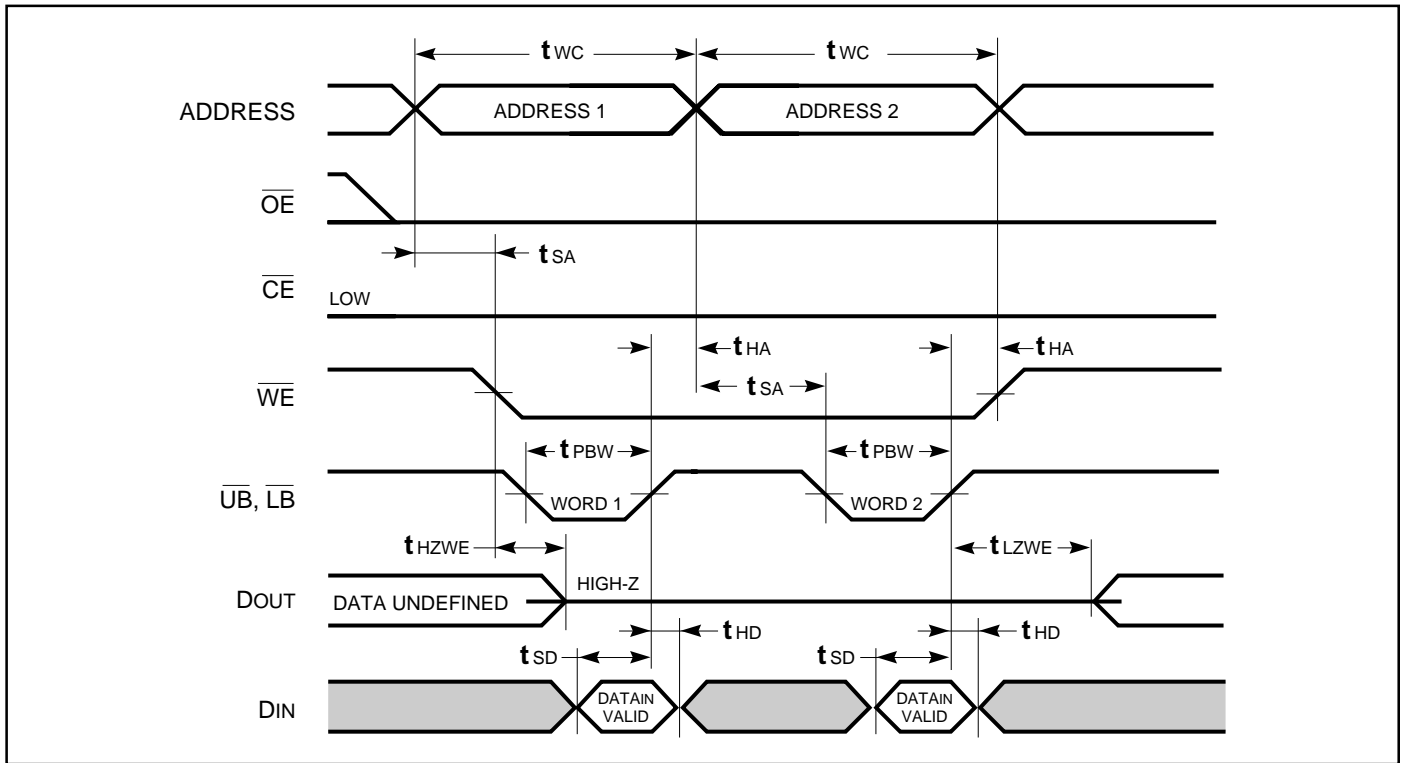 tWC tWC
ADDRESS ADDRESS 1 ADDRESS 2
OE
tSA
CE LOW
tHA tHA
WE tSA
tPBW tPBW
UB, LB WORD 1 WORD 2
tHZWE tLZWE
DOUT DATA UNDEFINED HIGH-Z
tHD tHD
tSD tSD
DIN DATAIN VALID DATAIN VALID